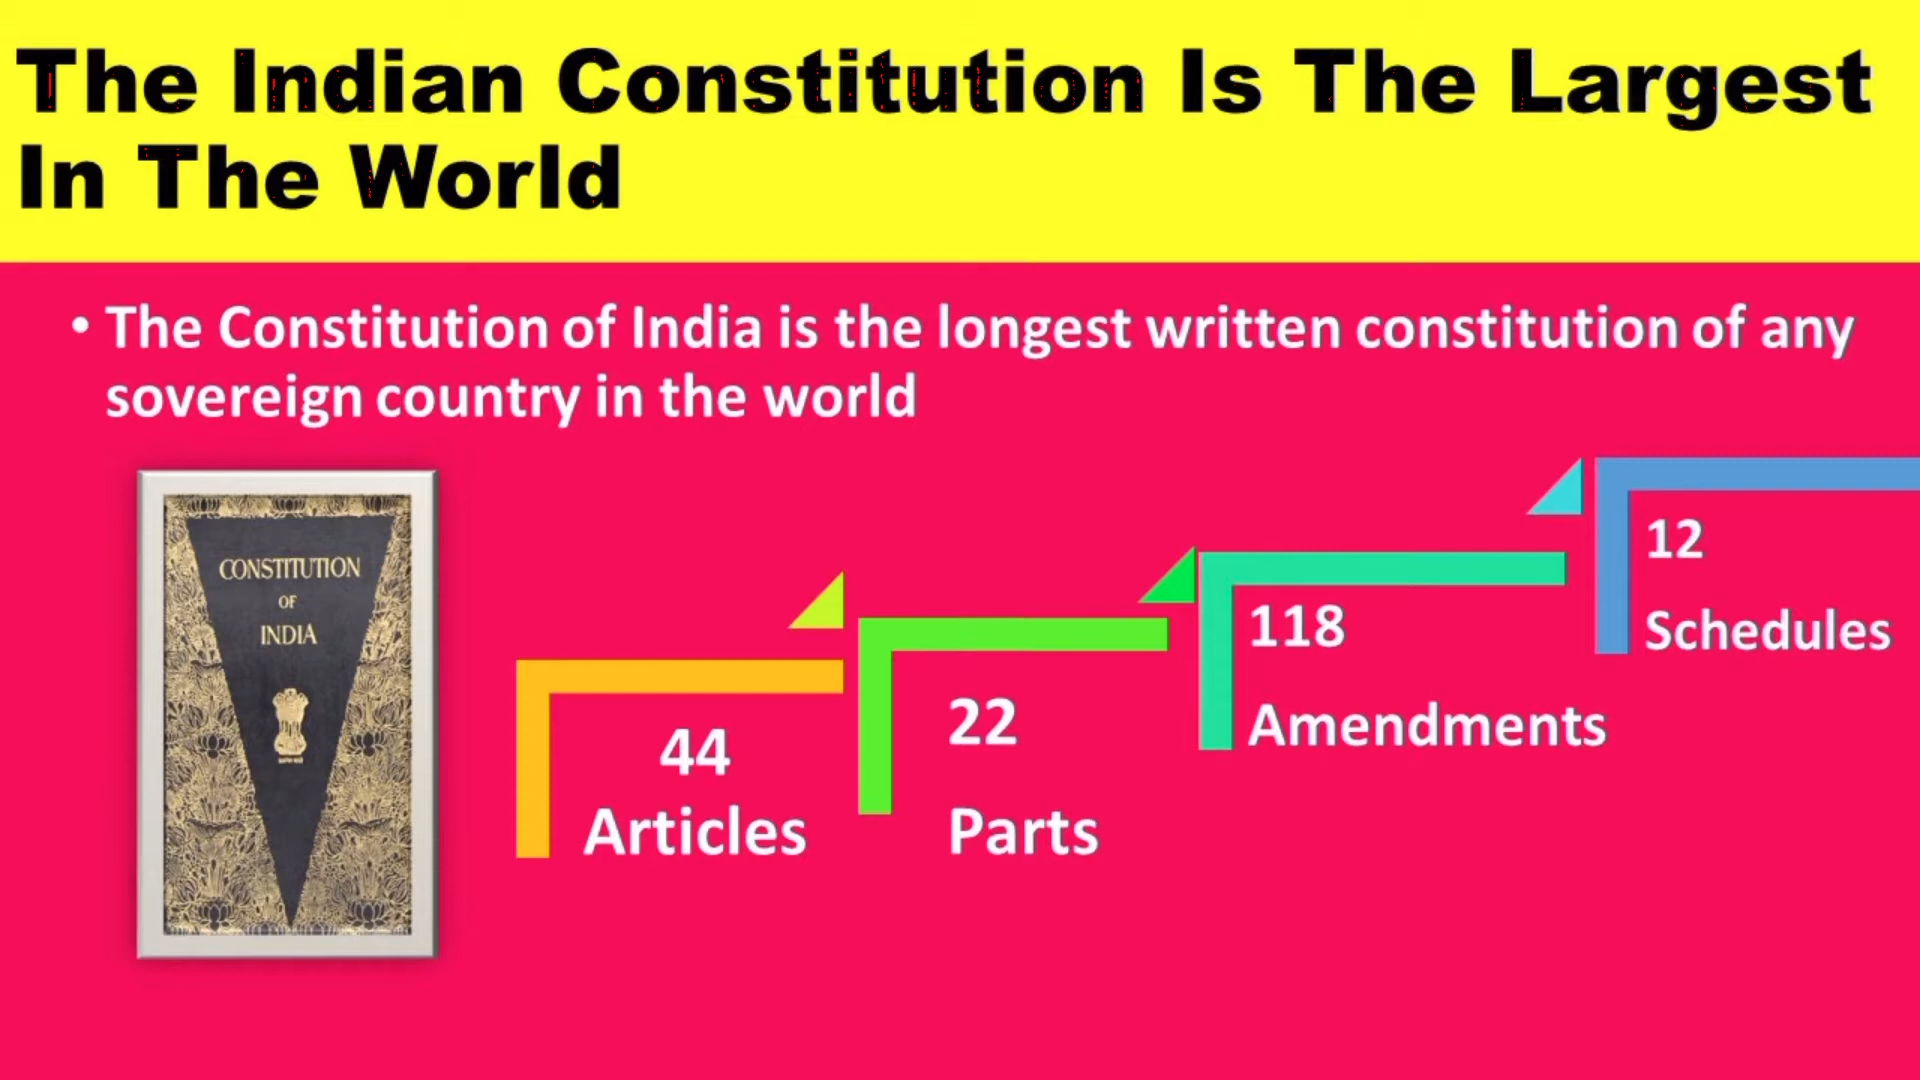 The Indian Constitution Is The Largest
In The World
• The Constitution of India is the longest written constitution of any
sovereign country in the world
CONSTITUTION
OF
INDIA
44
Articles
22
Parts
118
Amendments
12
Schedules